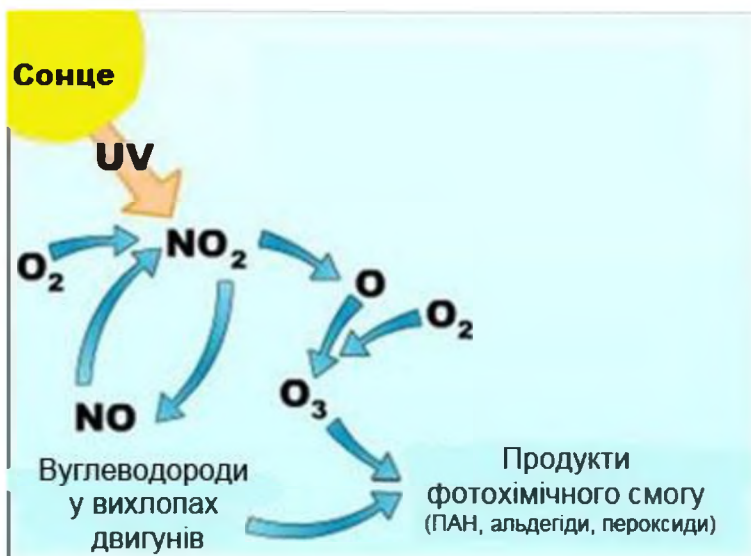 Сонце
UV
O₂
NO₂
O
O₂
NO
O₃
Вуглеводороди
у вихлопах
двигунів
Продукти
фотохімічного смогу
(ПАН, альдегіди, пероксиди)